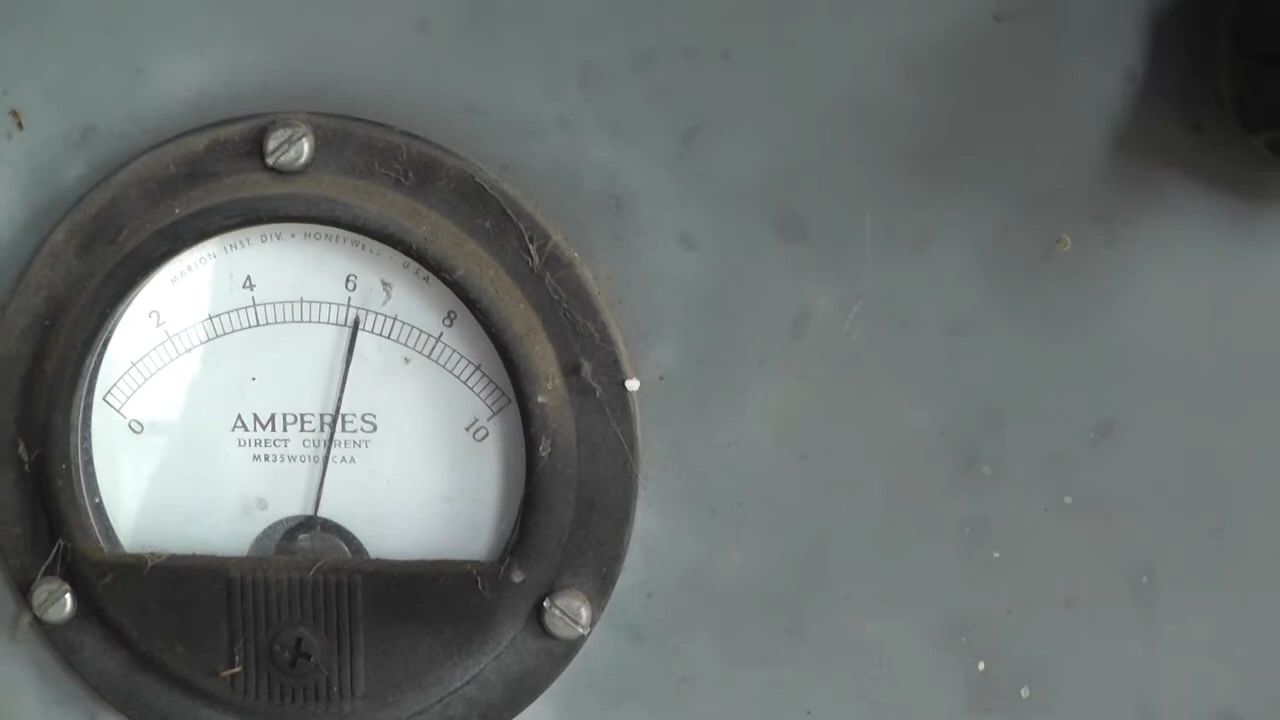 MARION INST. DIV. • HONEYWELL • U.S.A.
0 2 4 6 8 10
AMPERES
DIRECT CURRENT